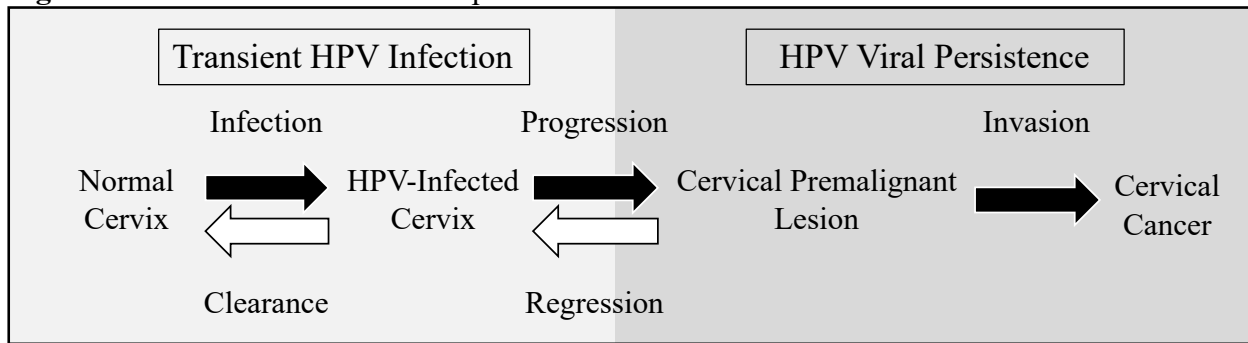 Transient HPV Infection
HPV Viral Persistence
Infection
Progression
Invasion
Normal
Cervix
HPV-Infected
Cervix
Cervical Premalignant
Lesion
Cervical
Cancer
Clearance
Regression